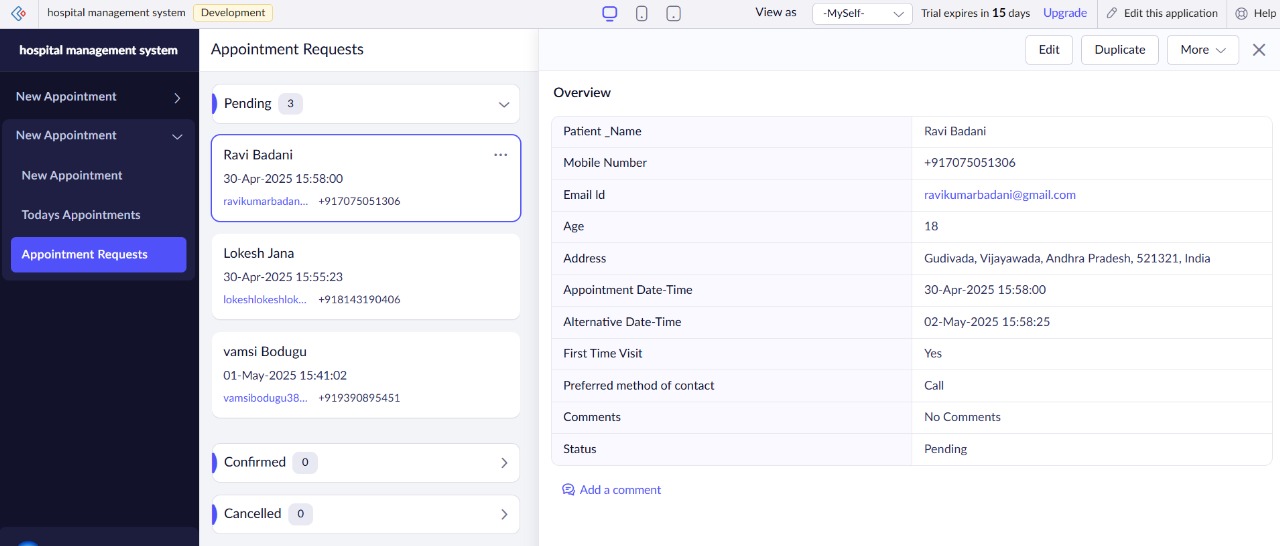 hospital management system Development View as -MySelf- Trial expires in 15 days Upgrade Edit this application Help
hospital management system
New Appointment
New Appointment
New Appointment
Todays Appointments
Appointment Requests
Appointment Requests
Pending 3
Ravi Badani
30-Apr-2025 15:58:00
ravikumarbadan... +917075051306
Lokesh Jana
30-Apr-2025 15:55:23
lokeshlokeshlok... +918143190406
vamsi Bodugu
01-May-2025 15:41:02
vamsibodugu38... +919390895451
Confirmed 0
Cancelled 0
Edit Duplicate More
Overview
Patient _Name Ravi Badani
Mobile Number +917075051306
Email Id ravikumarbadani@gmail.com
Age 18
Address Gudivada, Vijayawada, Andhra Pradesh, 521321, India
Appointment Date-Time 30-Apr-2025 15:58:00
Alternative Date-Time 02-May-2025 15:58:25
First Time Visit Yes
Preferred method of contact Call
Comments No Comments
Status Pending
Add a comment